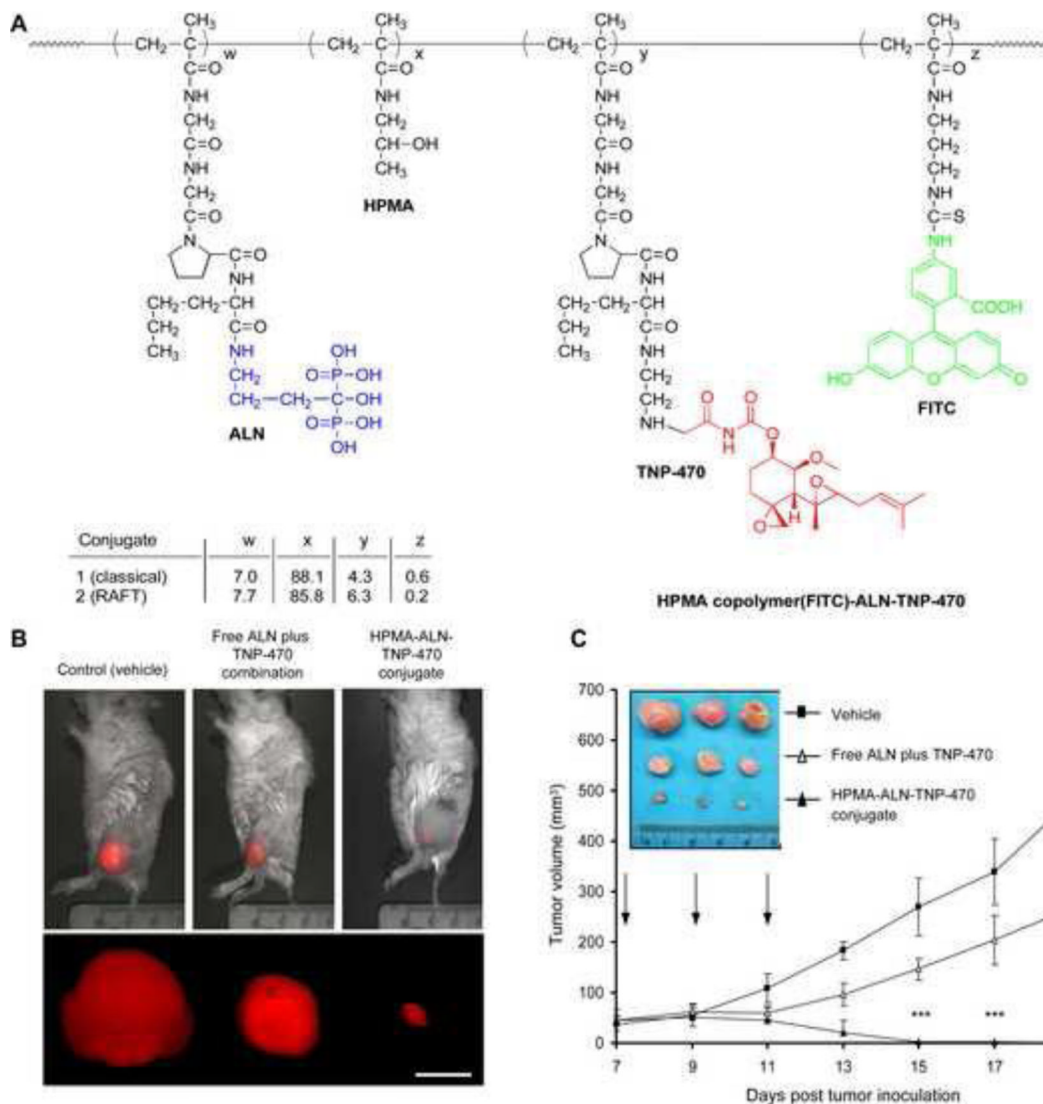 A
CH3
CH3
CH3
CH3
CH2
C
w
CH2
C
x
CH2
C
y
CH2
C
z
C=O
C=O
C=O
C=O
NH
NH
NH
NH
CH2
CH2
CH2
CH2
C=O
CH–OH
C=O
CH2
NH
CH3
NH
CH2
CH2
HPMA
CH2
NH
C=O
C=O
C=S
N
C=O
N
C=O
NH
NH
NH
CH2-CH2-CH
CH2-CH2-CH
COOH
CH2
C=O
CH2
C=O
CH3
NH
OH
CH3
NH
HO
O
O
CH2
O=P-OH
CH2
FITC
CH2-CH2-C-OH
CH2
O
O
O=P-OH
NH
N
H
O
ALN
OH
TNP-470
O
O
H
O
Conjugate w x y z
1 (classical) 7.0 88.1 4.3 0.6
2 (RAFT) 7.7 85.8 6.3 0.2
HPMA copolymer(FITC)-ALN-TNP-470
B
Control (vehicle)
Free ALN plus
TNP-470
combination
HPMA-ALN-
TNP-470
conjugate
C
Tumor volume (mm3)
700
600
500
400
300
200
100
0
Vehicle
Free ALN plus TNP-470
HPMA-ALN-TNP-470
conjugate
*** ***
7 9 11 13 15 17
Days post tumor inoculation